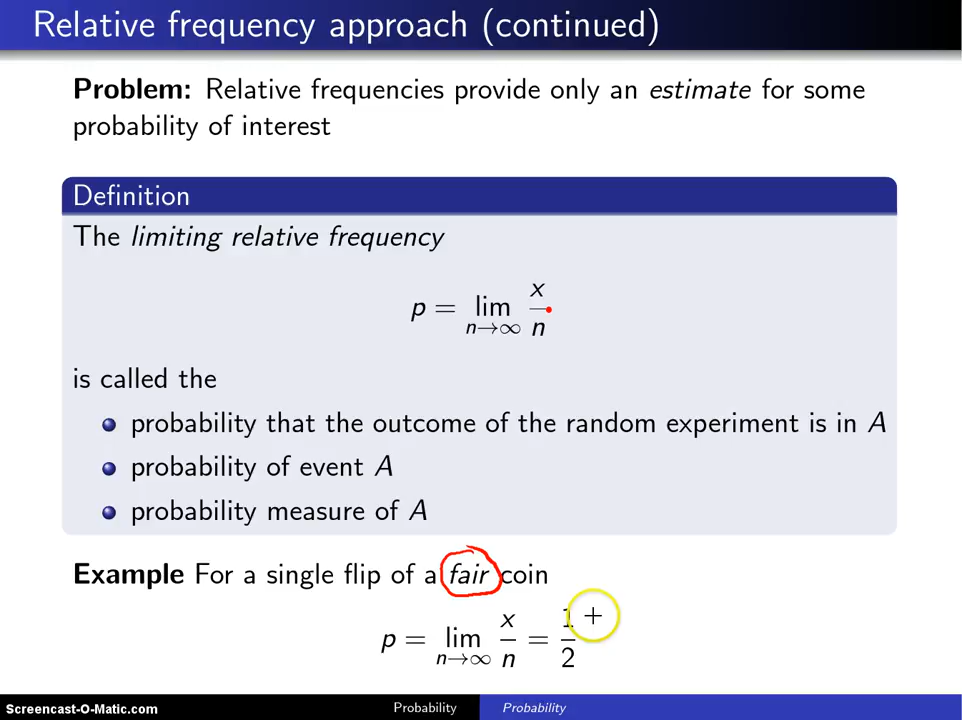 Relative frequency approach (continued)
Problem: Relative frequencies provide only an estimate for some
probability of interest
Definition
The limiting relative frequency
p = lim_{n→∞} x/n
is called the
probability that the outcome of the random experiment is in A
probability of event A
probability measure of A
Example For a single flip of a fair coin
p = lim_{n→∞} x/n = 1/2
Screencast-O-Matic.com Probability Probability